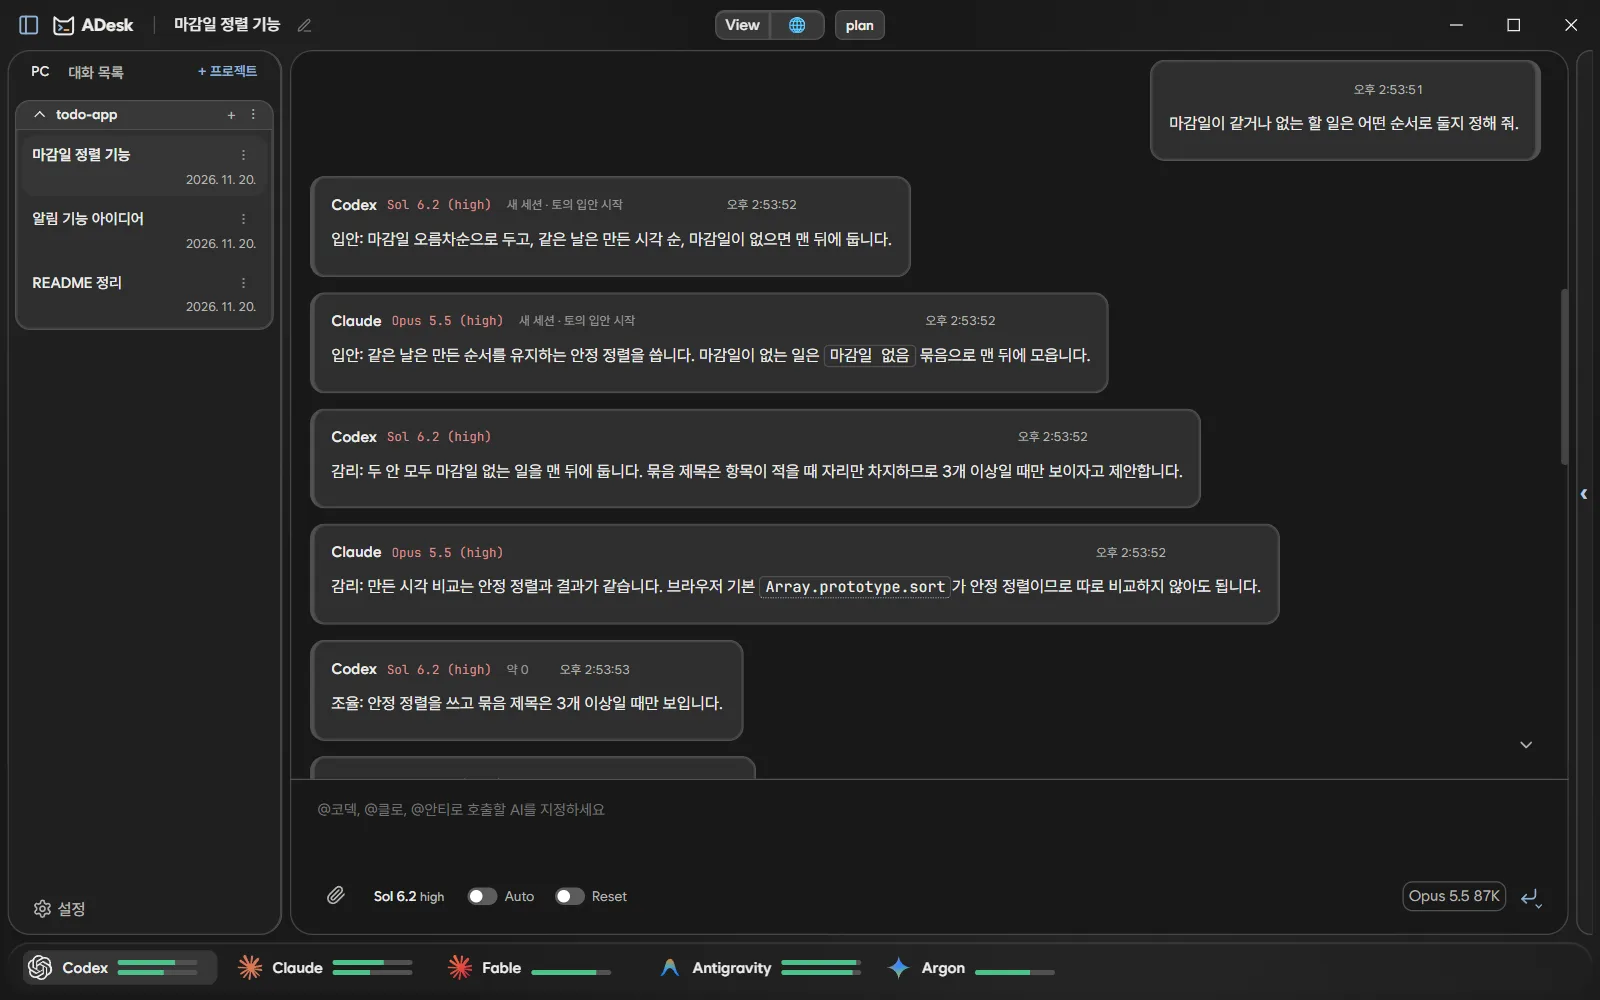 ADesk
마감일 정렬 기능
View
plan
PC 대화 목록 + 프로젝트
todo-app
마감일 정렬 기능
2026. 11. 20.
알림 기능 아이디어
2026. 11. 20.
README 정리
2026. 11. 20.
설정
오후 2:53:51
마감일이 같거나 없는 할 일은 어떤 순서로 둘지 정해 줘.
Codex Sol 6.2 (high) 새 세션 · 토의 입안 시작 오후 2:53:52
입안: 마감일 오름차순으로 두고, 같은 날은 만든 시각 순, 마감일이 없으면 맨 뒤에 둡니다.
Claude Opus 5.5 (high) 새 세션 · 토의 입안 시작 오후 2:53:52
입안: 같은 날은 만든 순서를 유지하는 안정 정렬을 씁니다. 마감일이 없는 일은 마감일 없음 묶음으로 맨 뒤에 모읍니다.
Codex Sol 6.2 (high) 오후 2:53:52
감리: 두 안 모두 마감일 없는 일을 맨 뒤에 둡니다. 묶음 제목은 항목이 적을 때 자리만 차지하므로 3개 이상일 때만 보이자고 제안합니다.
Claude Opus 5.5 (high) 오후 2:53:52
감리: 만든 시각 비교는 안정 정렬과 결과가 같습니다. 브라우저 기본 Array.prototype.sort가 안정 정렬이므로 따로 비교하지 않아도 됩니다.
Codex Sol 6.2 (high) 약 0 오후 2:53:53
조율: 안정 정렬을 쓰고 묶음 제목은 3개 이상일 때만 보입니다.
@코덱, @클로, @안티로 호출할 AI를 지정하세요
Sol 6.2 high Auto Reset
Opus 5.5 87K
Codex Claude Fable Antigravity Argon